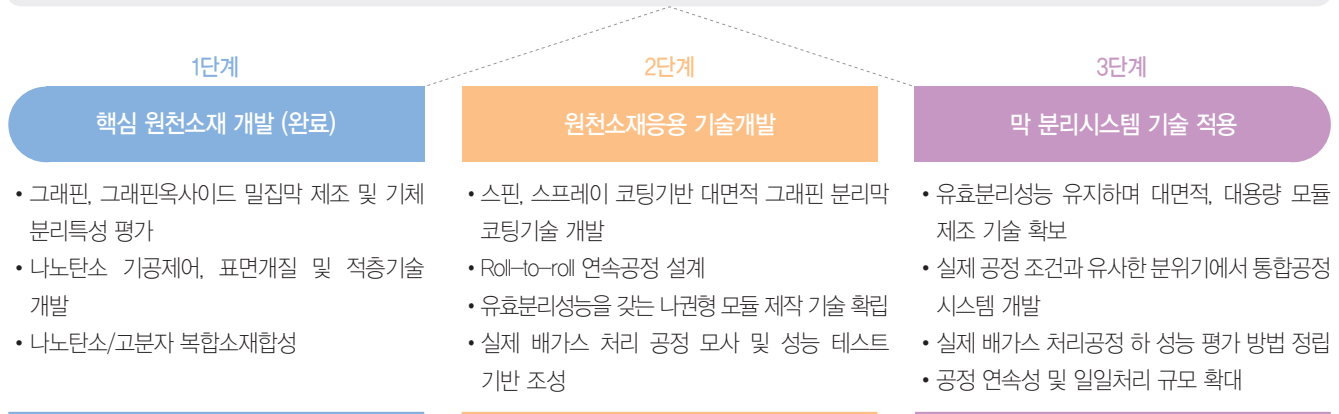 1단계
핵심 원천소재 개발 (완료)
• 그래핀, 그래핀옥사이드 밀집막 제조 및 기체
분리특성 평가
• 나노탄소 기공제어, 표면개질 및 적층기술
개발
• 나노탄소/고분자 복합소재합성
2단계
원천소재응용 기술개발
• 스핀, 스프레이 코팅기반 대면적 그래핀 분리막
코팅기술 개발
• Roll-to-roll 연속공정 설계
• 유효분리성능을 갖는 나권형 모듈 제작 기술 확립
• 실제 배가스 처리 공정 모사 및 성능 테스트
기반 조성
3단계
막 분리시스템 기술 적용
• 유효분리성능 유지하며 대면적, 대용량 모듈
제조 기술 확보
• 실제 공정 조건과 유사한 분위기에서 통합공정
시스템 개발
• 실제 배가스 처리공정 하 성능 평가 방법 정립
• 공정 연속성 및 일일처리 규모 확대